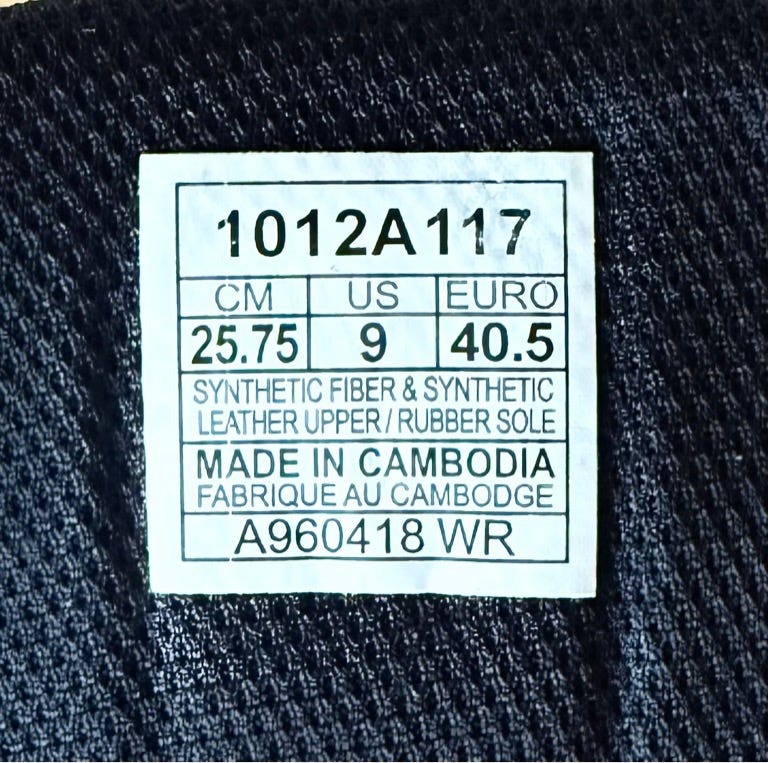 1012A117
CM US EURO
25.75 9 40.5
SYNTHETIC FIBER & SYNTHETIC
LEATHER UPPER / RUBBER SOLE
MADE IN CAMBODIA
FABRIQUE AU CAMBODGE
A960418 WR